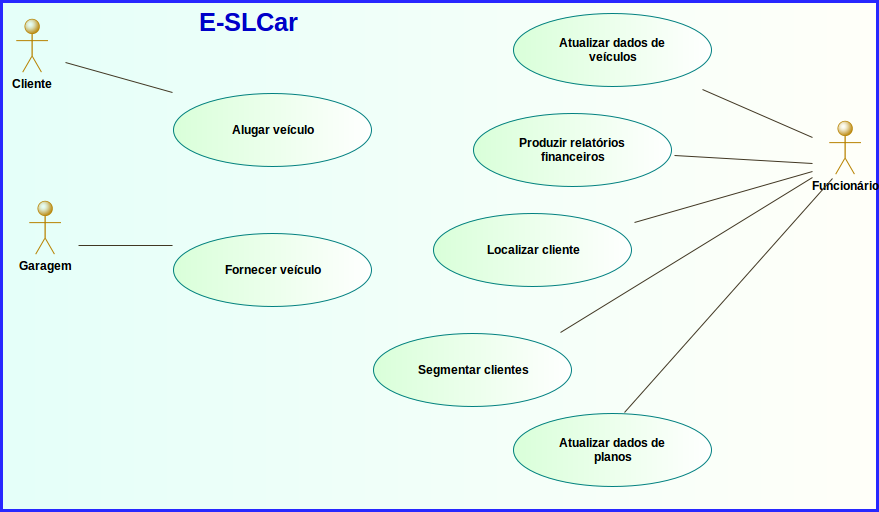 E-SLCar
Cliente
Alugar veículo
Garagem
Fornecer veículo
Atualizar dados de
veículos
Produzir relatórios
financeiros
Localizar cliente
Segmentar clientes
Atualizar dados de
planos
Funcionário